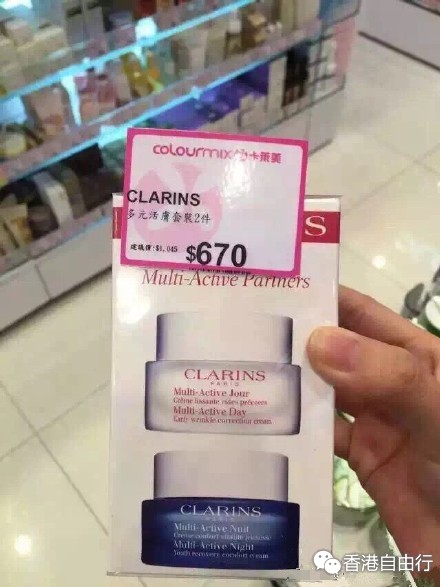 colourmix 卡萊美
CLARINS
多元活膚套裝2件
建議價:$1,045
$670
S
Multi-Active Partners
CLARINS
PARIS
Multi-Active Jour
Crème lissante rides précoces
Multi-Active Day
Early wrinkle correction cream
CLARINS
PARIS
Multi-Active Nuit
Multi-Active Night
Youth recovery comfort cream
香港自由行